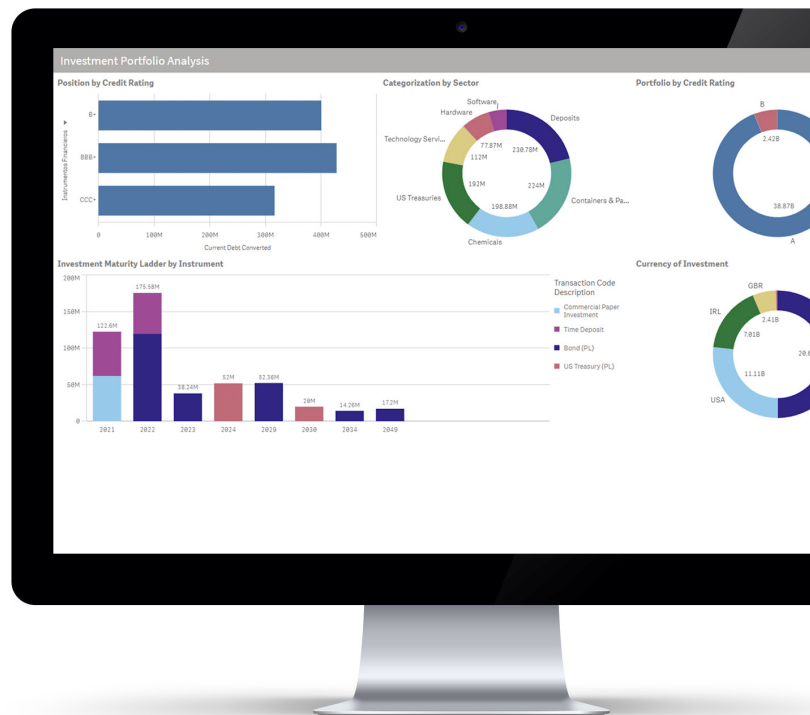 Investment Portfolio Analysis
Position by Credit Rating
Instrumentos Financieros
B+
BBB+
CCC+
0 100M 200M 300M 400M 500M
Current Debt Converted
Categorization by Sector
Software,
Hardware
Deposits
Technology Servi...
77.87M
230.78M
112M
US Treasuries
192M
224M
Containers & Pa...
198.88M
Chemicals
Portfolio by Credit Rating
B
2.42B
38.87B
A
Investment Maturity Ladder by Instrument
200M
150M
100M
50M
0
122.6M
175.58M
38.24M
52M
52.36M
20M
14.26M
17.2M
2021 2022 2023 2024 2029 2030 2034 2049
Transaction Code
Description
Commercial Paper
Investment
Time Deposit
Bond (PL)
US Treasury (PL)
Currency of Investment
GBR
IRL
2.41B
7.01B
20.6
11.11B
USA